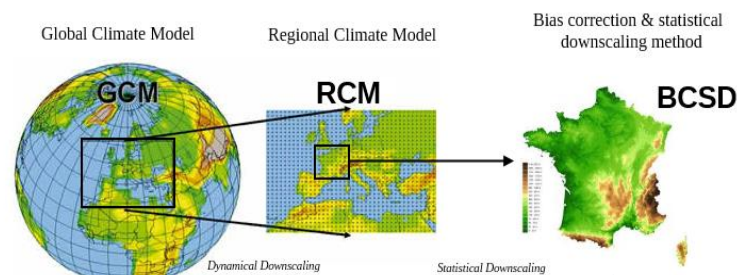 Global Climate Model
Regional Climate Model
Bias correction & statistical
downscaling method
GCM
RCM
BCSD
Dynamical Downscaling
Statistical Downscaling